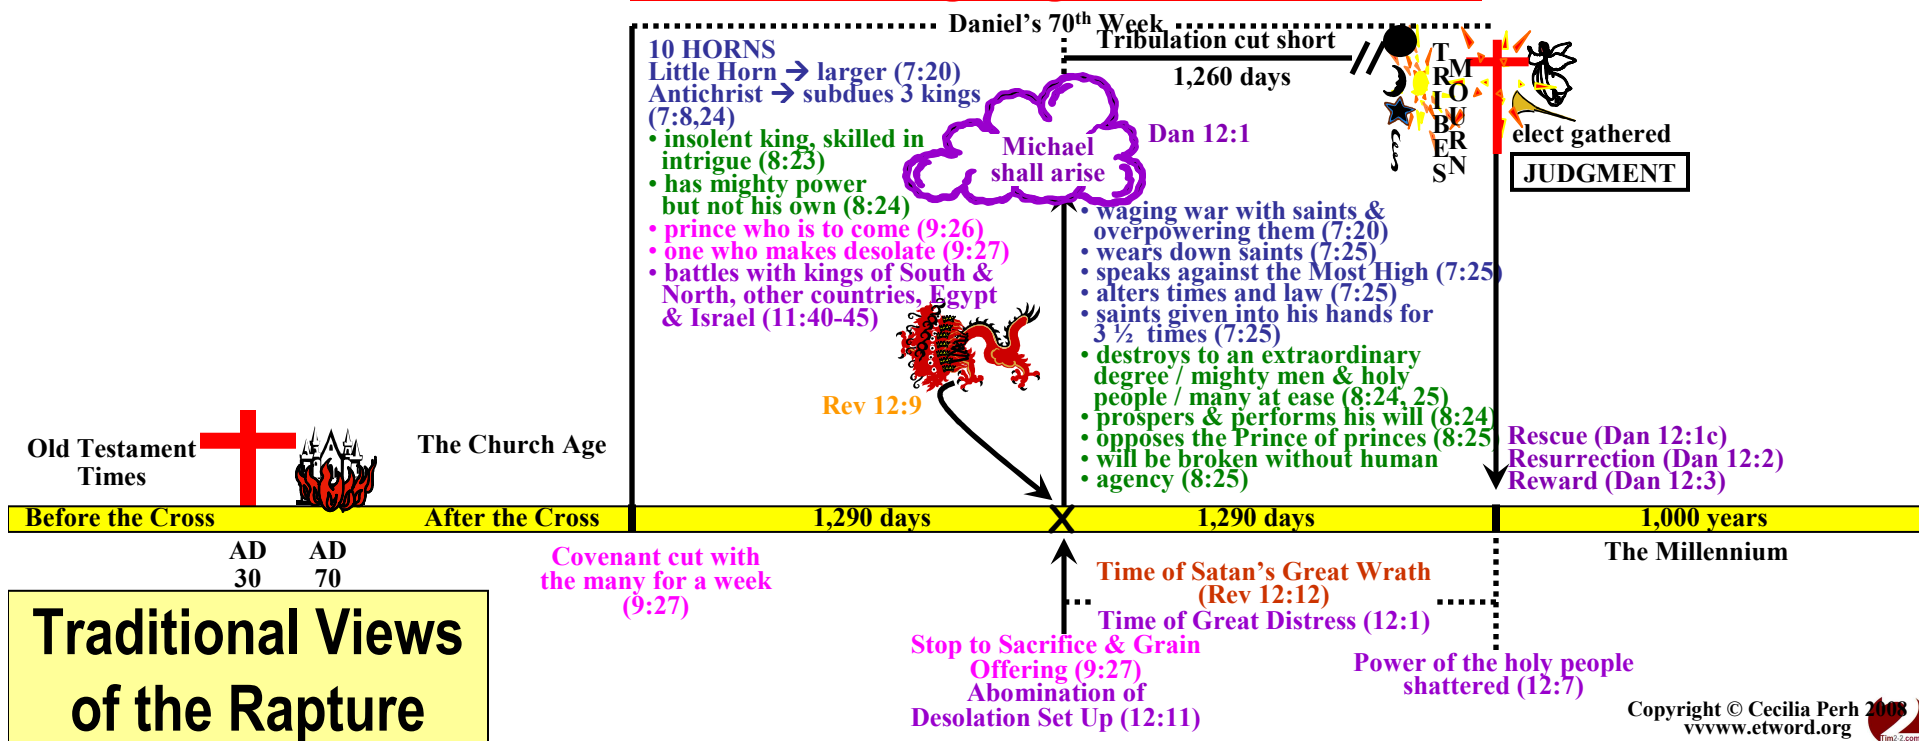 Daniel's 70th Week
Tribulation cut short
1,260 days
10 HORNS
Little Horn → larger (7:20)
Antichrist → subdues 3 kings
(7:8,24)
• insolent king, skilled in
intrigue (8:23)
• has mighty power
but not his own (8:24)
• prince who is to come (9:26)
• one who makes desolate (9:27)
• battles with kings of South &
North, other countries, Egypt
& Israel (11:40-45)
Michael
shall arise
Dan 12:1
TRIBES
MOURN
elect gathered
JUDGMENT
• waging war with saints &
overpowering them (7:20)
• wears down saints (7:25)
• speaks against the Most High (7:25)
• alters times and law (7:25)
• saints given into his hands for
3 ½ times (7:25)
• destroys to an extraordinary
degree / mighty men & holy
people / many at ease (8:24, 25)
• prospers & performs his will (8:24)
• opposes the Prince of princes (8:25)
• will be broken without human
• agency (8:25)
Rev 12:9
Old Testament
Times
The Church Age
Rescue (Dan 12:1c)
Resurrection (Dan 12:2)
Reward (Dan 12:3)
Before the Cross
After the Cross
1,290 days
X
1,290 days
1,000 years
AD
30
AD
70
The Millennium
Covenant cut with
the many for a week
(9:27)
Time of Satan's Great Wrath
(Rev 12:12)
Time of Great Distress (12:1)
Stop to Sacrifice & Grain
Offering (9:27)
Abomination of
Desolation Set Up (12:11)
Power of the holy people
shattered (12:7)
Traditional Views
of the Rapture
Copyright © Cecilia Perh 2008
vvvww.etword.org
2
Tim2-2.com